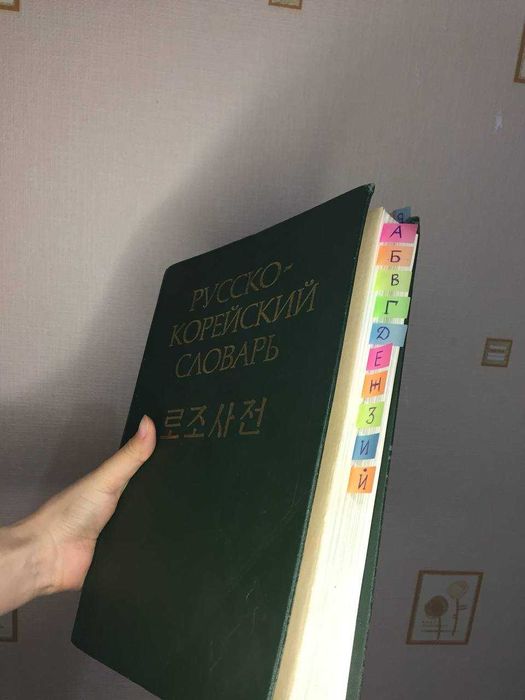 РУССКО-
КОРЕЙСКИЙ
СЛОВАРЬ
로조사전
Я
А
Б
В
Г
Д
Е
Ж
З
И
Й